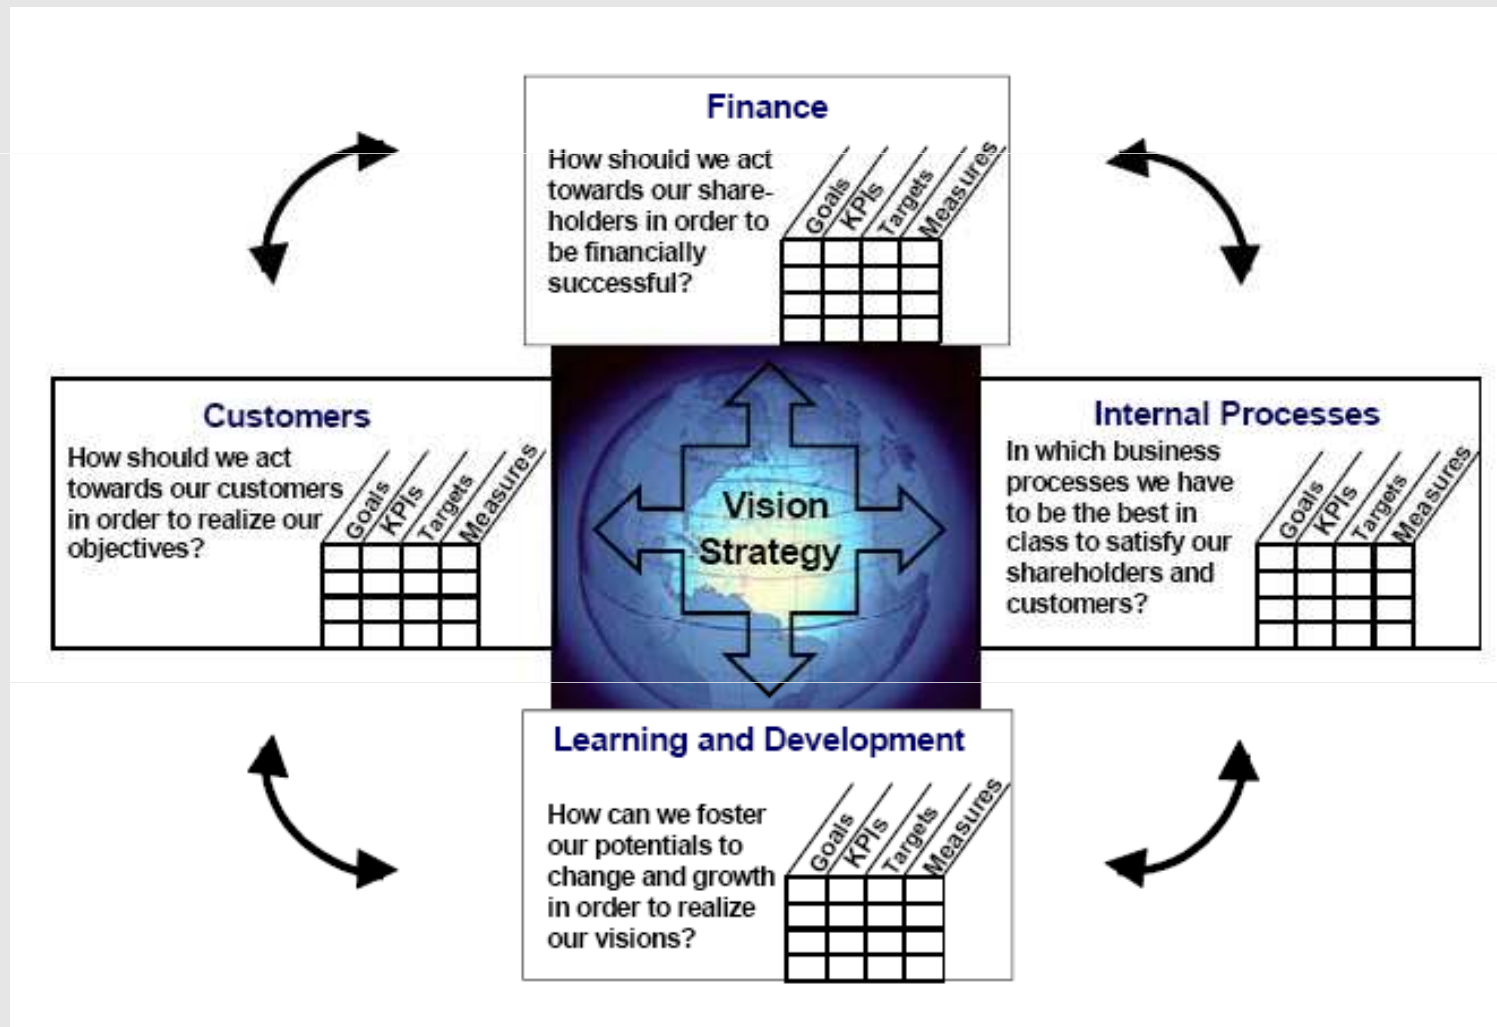 Finance
How should we act
towards our share-
holders in order to
be financially
successful?
Goals
KPIs
Targets
Measures
Customers
How should we act
towards our customers
in order to realize our
objectives?
Goals
KPIs
Targets
Measures
Vision
Strategy
Internal Processes
In which business
processes we have
to be the best in
class to satisfy our
shareholders and
customers?
Goals
KPIs
Targets
Measures
Learning and Development
How can we foster
our potentials to
change and growth
in order to realize
our visions?
Goals
KPIs
Targets
Measures